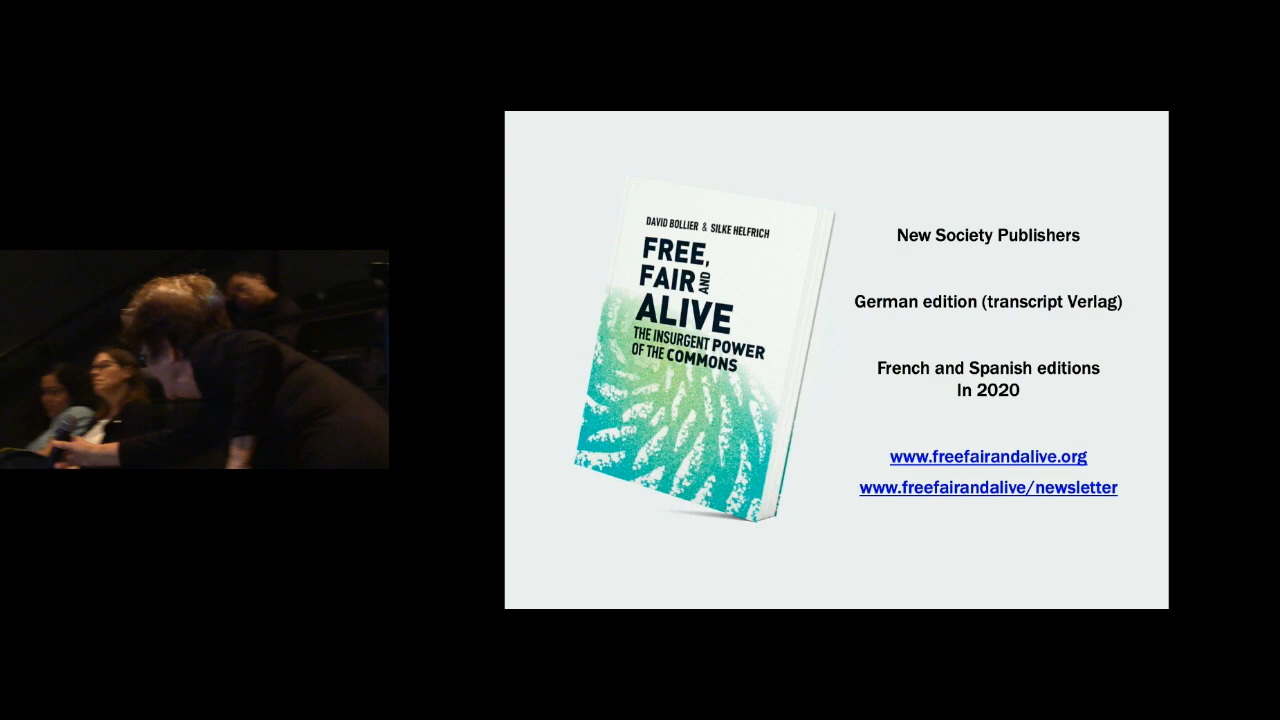 DAVID BOLLIER & SILKE HELFRICH
FREE,
FAIR AND
ALIVE
THE INSURGENT POWER
OF THE COMMONS
New Society Publishers
German edition (transcript Verlag)
French and Spanish editions
In 2020
www.freefairandalive.org
www.freefairandalive/newsletter